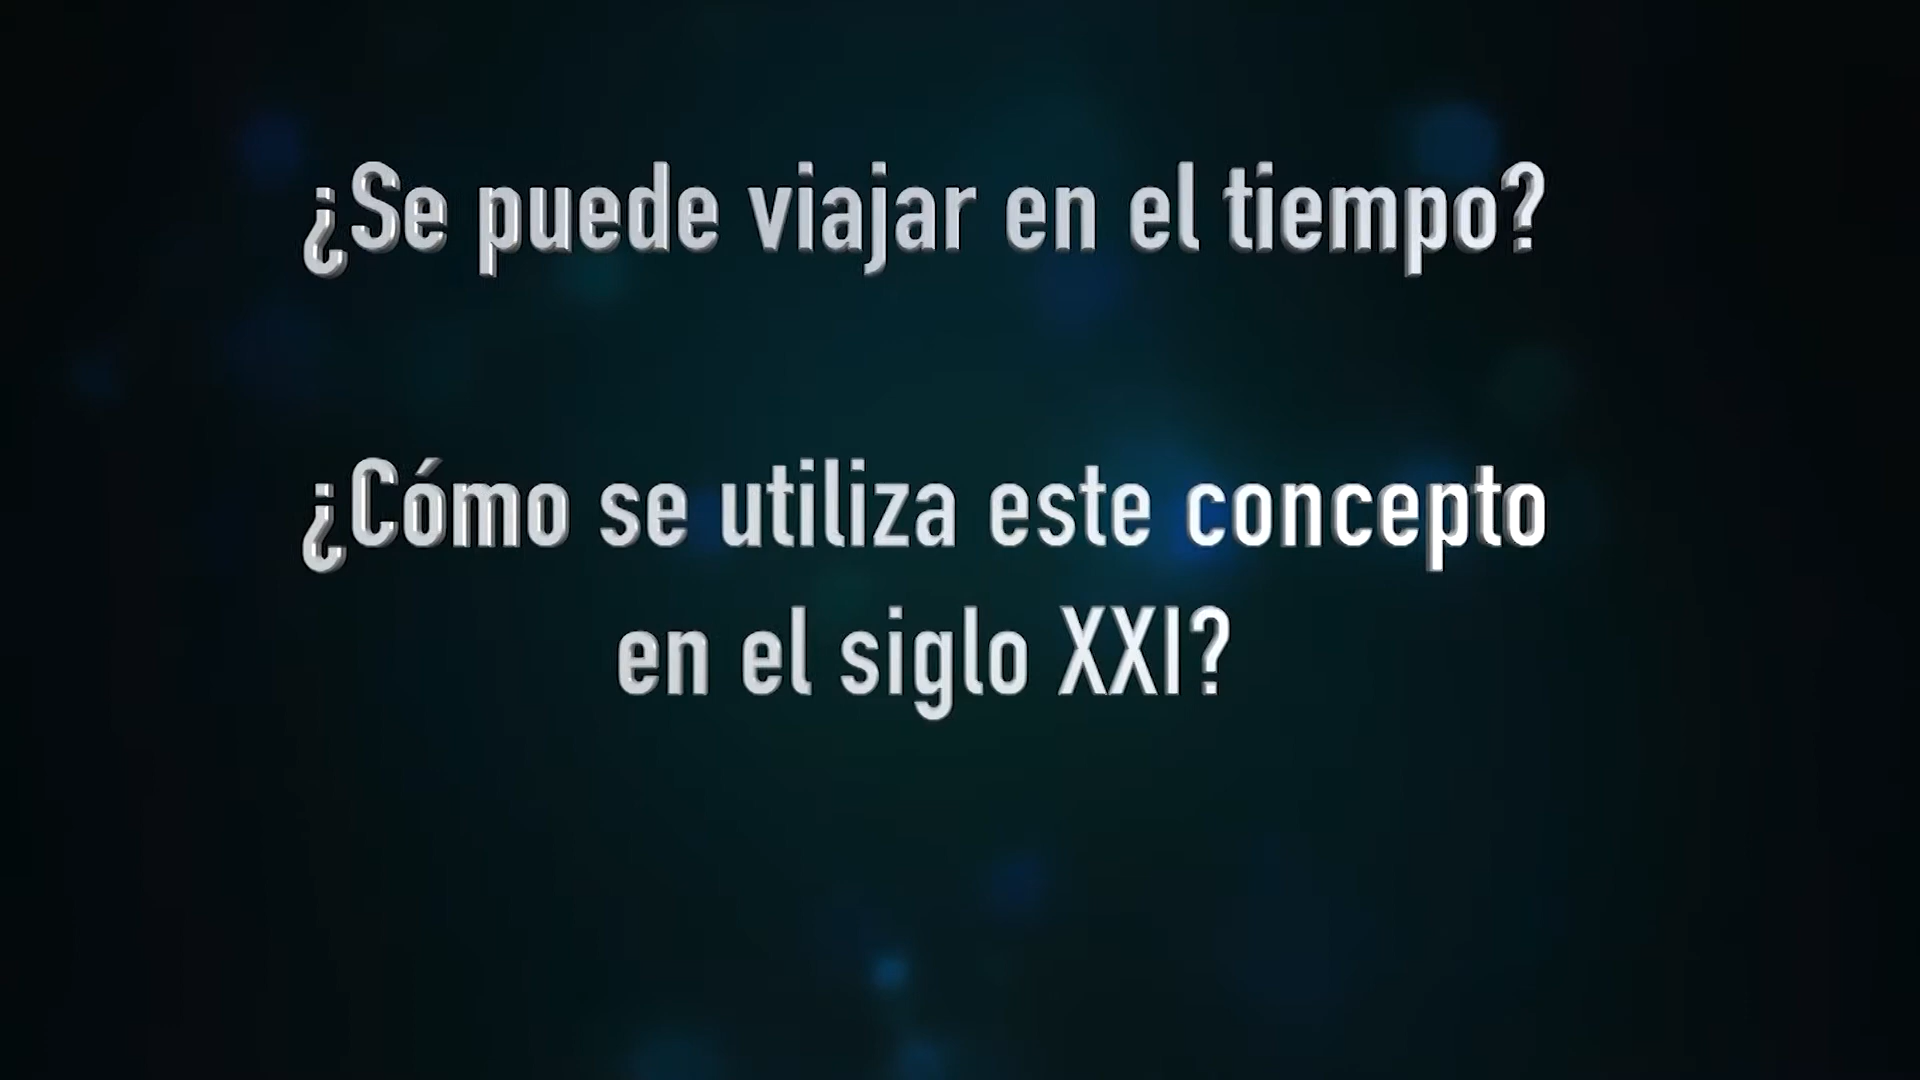 ¿Se puede viajar en el tiempo?
¿Cómo se utiliza este concepto
en el siglo XXI?